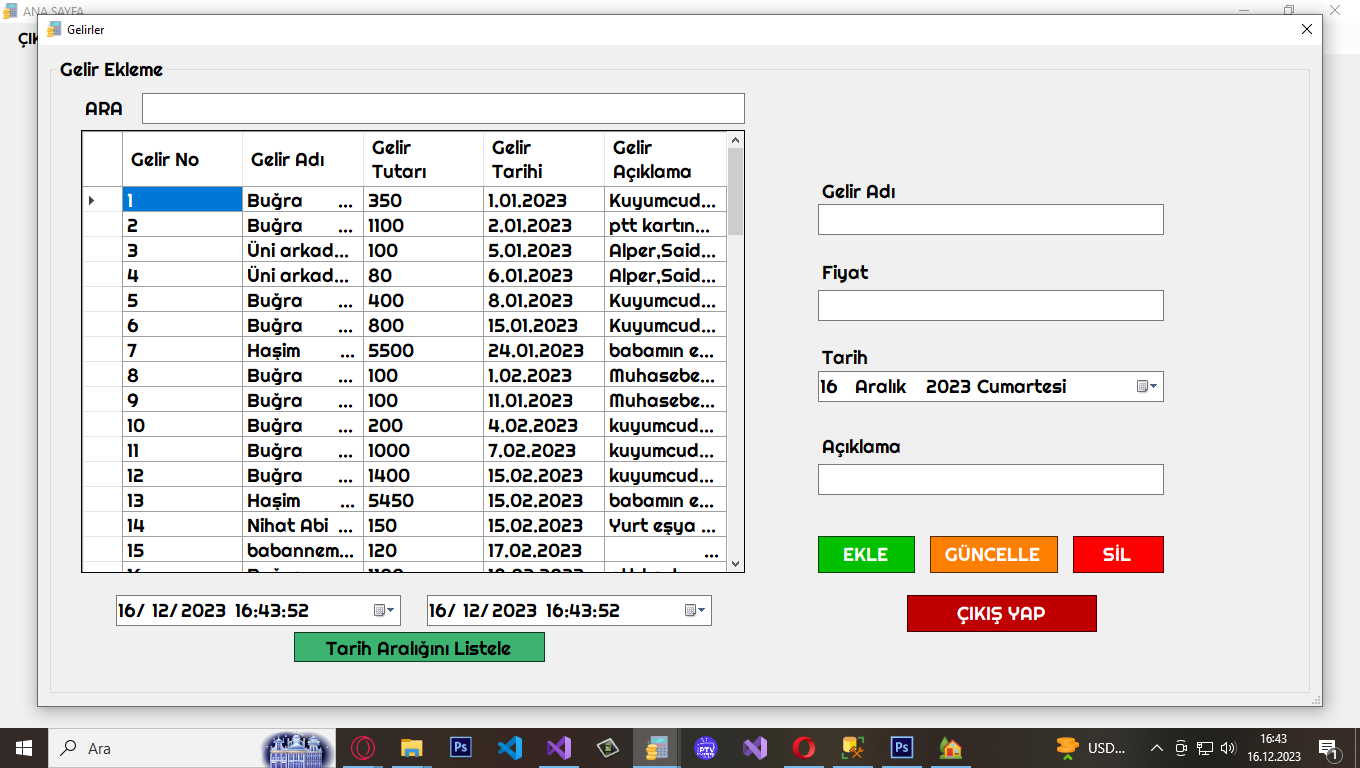 ANA SAYFA
Gelirler
Gelir Ekleme
ARA
Gelir No Gelir Adı Gelir Tutarı Gelir Tarihi Gelir Açıklama
1 Buğra ... 350 1.01.2023 Kuyumcud...
2 Buğra ... 1100 2.01.2023 ptt kartın...
3 Üni arkad... 100 5.01.2023 Alper,Said...
4 Üni arkad... 80 6.01.2023 Alper,Said...
5 Buğra ... 400 8.01.2023 Kuyumcud...
6 Buğra ... 800 15.01.2023 Kuyumcud...
7 Haşim ... 5500 24.01.2023 babamın e...
8 Buğra ... 100 1.02.2023 Muhasebe...
9 Buğra ... 100 11.01.2023 Muhasebe...
10 Buğra ... 200 4.02.2023 kuyumcud...
11 Buğra ... 1000 7.02.2023 kuyumcud...
12 Buğra ... 1400 15.02.2023 kuyumcud...
13 Haşim ... 5450 15.02.2023 babamın e...
14 Nihat Abi ... 150 15.02.2023 Yurt eşya ...
15 babannem... 120 17.02.2023 ...
Gelir Adı
Fiyat
Tarih
16 Aralık 2023 Cumartesi
Açıklama
EKLE GÜNCELLE SİL
ÇIKIŞ YAP
16/ 12/ 2023 16:43:52 16/ 12/ 2023 16:43:52
Tarih Aralığını Listele
Ara
Ps
IPTV
Ps
USD...
16:43
16.12.2023
1